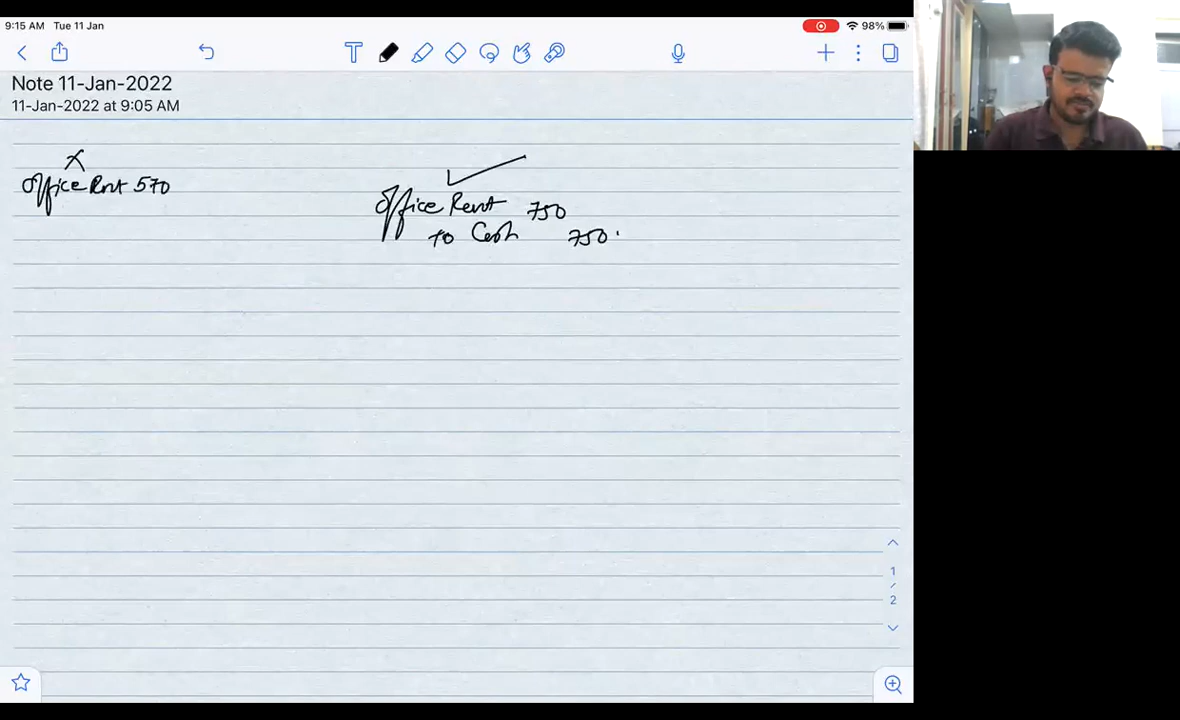 9:15 AM Tue 11 Jan
98%
T
Note 11-Jan-2022
11-Jan-2022 at 9:05 AM
X
Office Rent 570
Office Rent 750
To Cash 750.
1
/
2